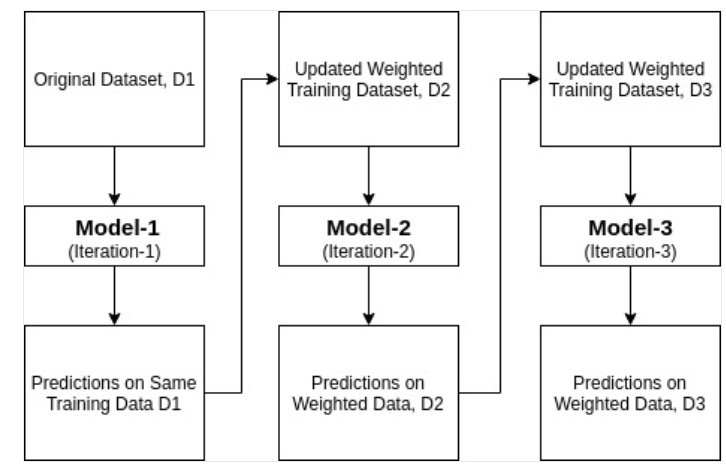 Original Dataset, D1
Model-1
(Iteration-1)
Predictions on Same
Training Data D1
Updated Weighted
Training Dataset, D2
Model-2
(Iteration-2)
Predictions on
Weighted Data, D2
Updated Weighted
Training Dataset, D3
Model-3
(Iteration-3)
Predictions on
Weighted Data, D3